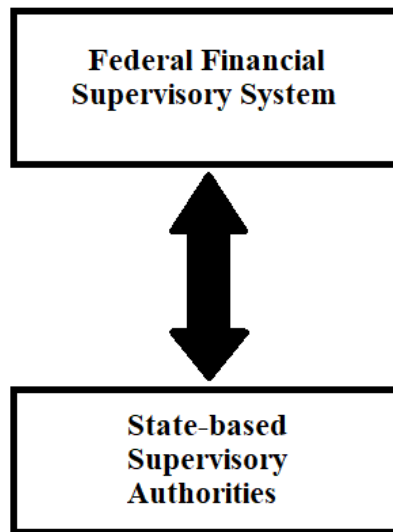 Federal Financial
Supervisory System
State-based
Supervisory
Authorities